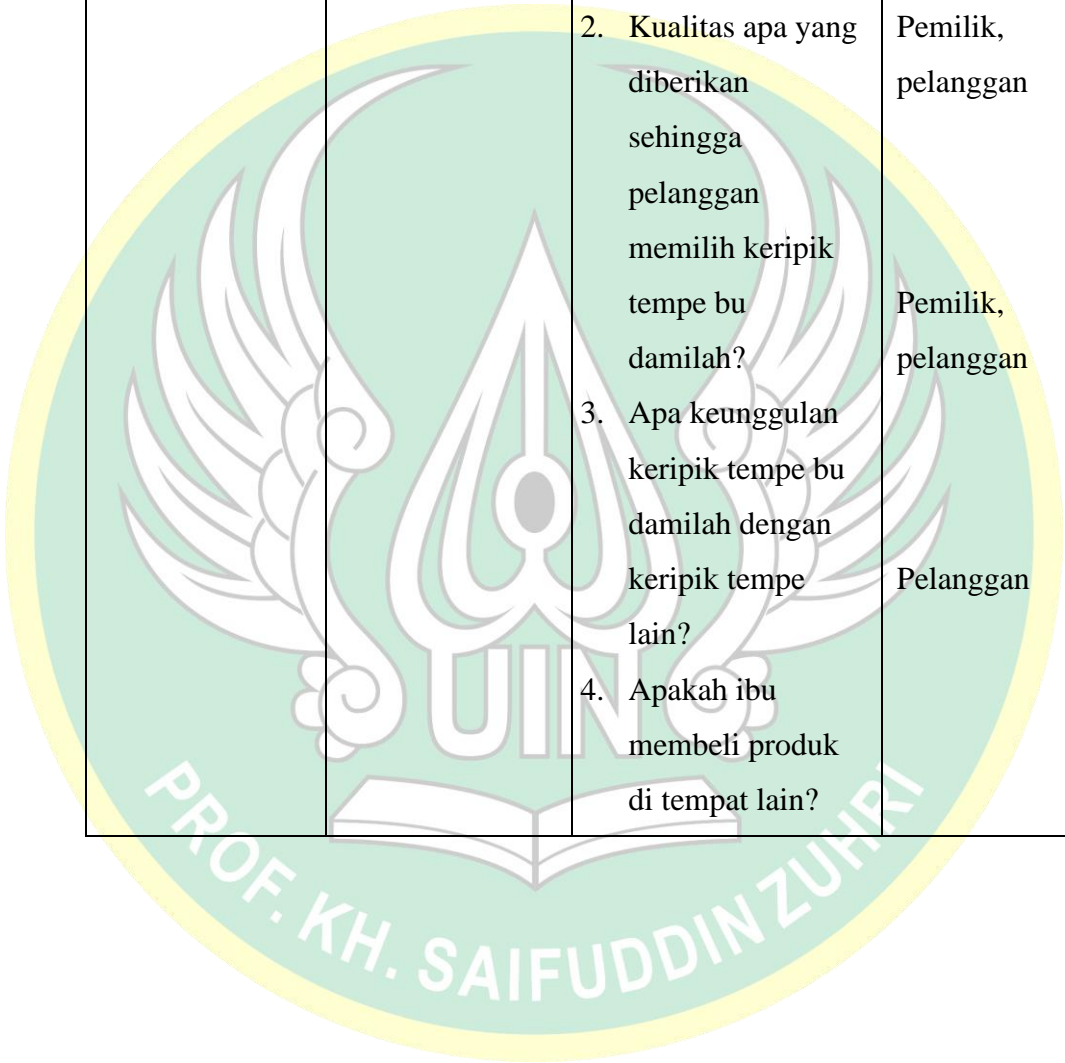 2. Kualitas apa yang
diberikan
sehingga
pelanggan
memilih keripik
tempe bu
damilah?
3. Apa keunggulan
keripik tempe bu
damilah dengan
keripik tempe
lain?
4. Apakah ibu
membeli produk
di tempat lain?
Pemilik,
pelanggan
Pemilik,
pelanggan
Pelanggan
UIN
PROF. KH. SAIFUDDIN ZUHRI